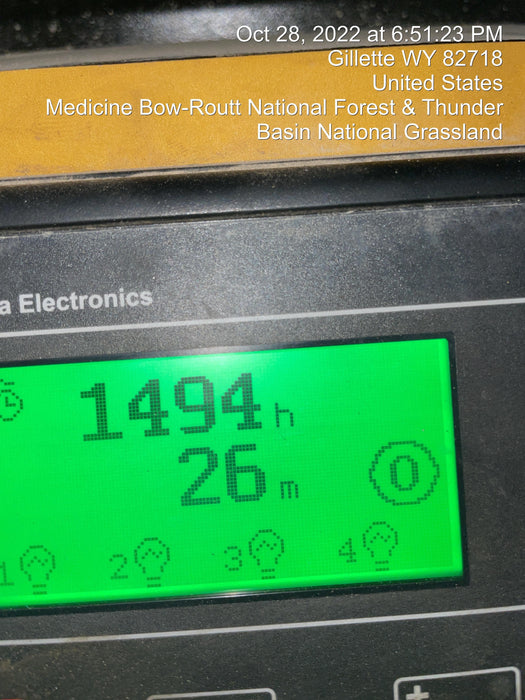 Oct 28, 2022 at 6:51:23 PM
Gillette WY 82718
United States
Medicine Bow-Routt National Forest & Thunder
Basin National Grassland
a Electronics
1494 h
26 m
0
1 2 3 4
+